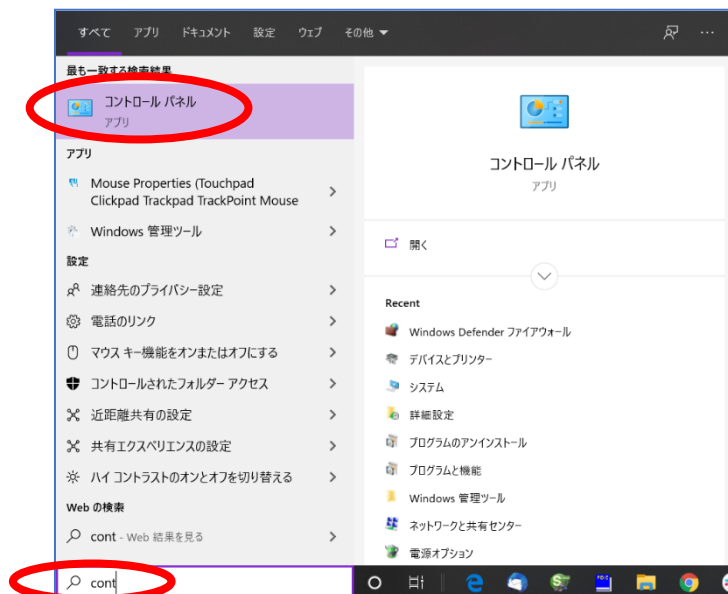 すべて アプリ ドキュメント 設定 ウェブ その他
最も一致する検索結果
コントロール パネル
アプリ
アプリ
Mouse Properties (Touchpad
Clickpad Trackpad TrackPoint Mouse
Windows 管理ツール
設定
連絡先のプライバシー設定
電話のリンク
マウス キー機能をオンまたはオフにする
コントロールされたフォルダー アクセス
近距離共有の設定
共有エクスペリエンスの設定
ハイ コントラストのオンとオフを切り替える
Web の検索
cont - Web 結果を見る
cont
コントロール パネル
アプリ
開く
Recent
Windows Defender ファイアウォール
デバイスとプリンター
システム
詳細設定
プログラムのアンインストール
プログラムと機能
Windows 管理ツール
ネットワークと共有センター
電源オプション